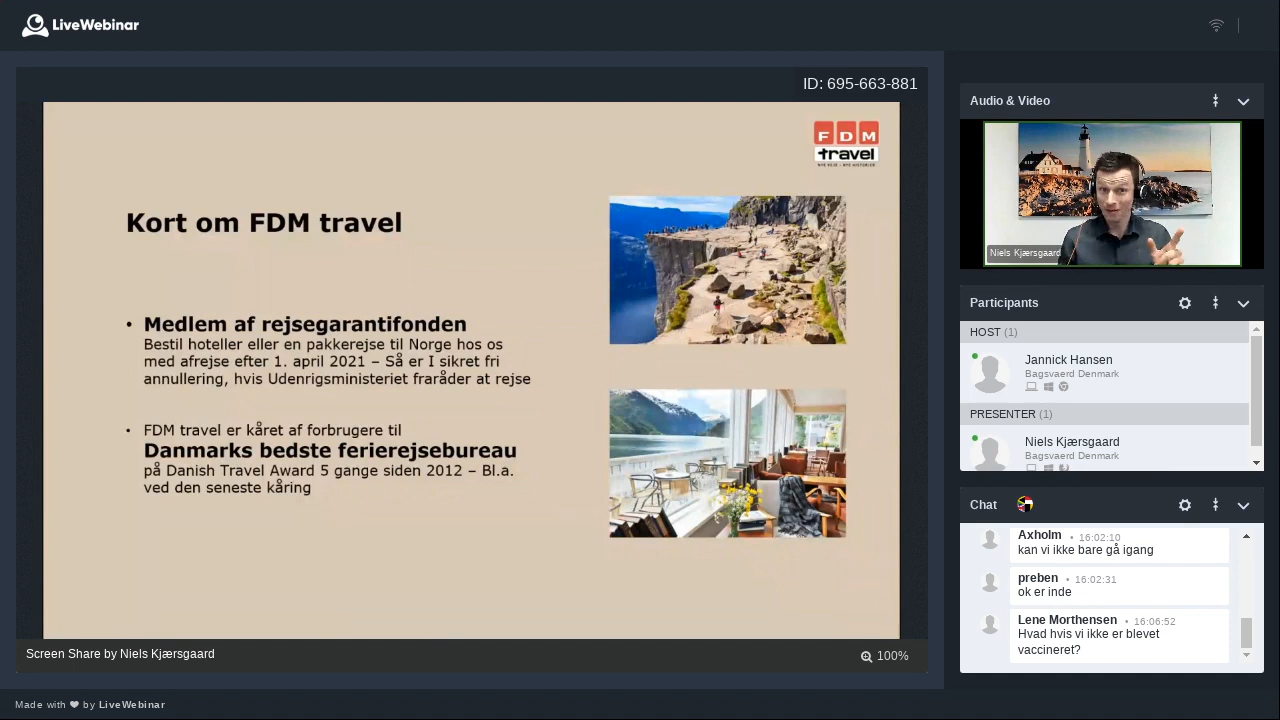 LiveWebinar
ID: 695-663-881
FDM
travel
Kort om FDM travel
• Medlem af rejsegarantifonden
Bestil hoteller eller en pakkerejse til Norge hos os
med afrejse efter 1. april 2021 – Så er I sikret fri
annullering, hvis Udenrigsministeriet fraråder at rejse
• FDM travel er kåret af forbrugere til
Danmarks bedste ferierejsebureau
på Danish Travel Award 5 gange siden 2012 – Bl.a.
ved den seneste kåring
Screen Share by Niels Kjærsgaard
100%
Audio & Video
Niels Kjærsgaard
Participants
HOST (1)
Jannick Hansen
Bagsvaerd Denmark
PRESENTER (1)
Niels Kjærsgaard
Bagsvaerd Denmark
Chat
Axholm • 16:02:10
kan vi ikke bare gå igang
preben • 16:02:31
ok er inde
Lene Morthensen • 16:06:52
Hvad hvis vi ikke er blevet
vaccineret?
Made with ❤ by LiveWebinar